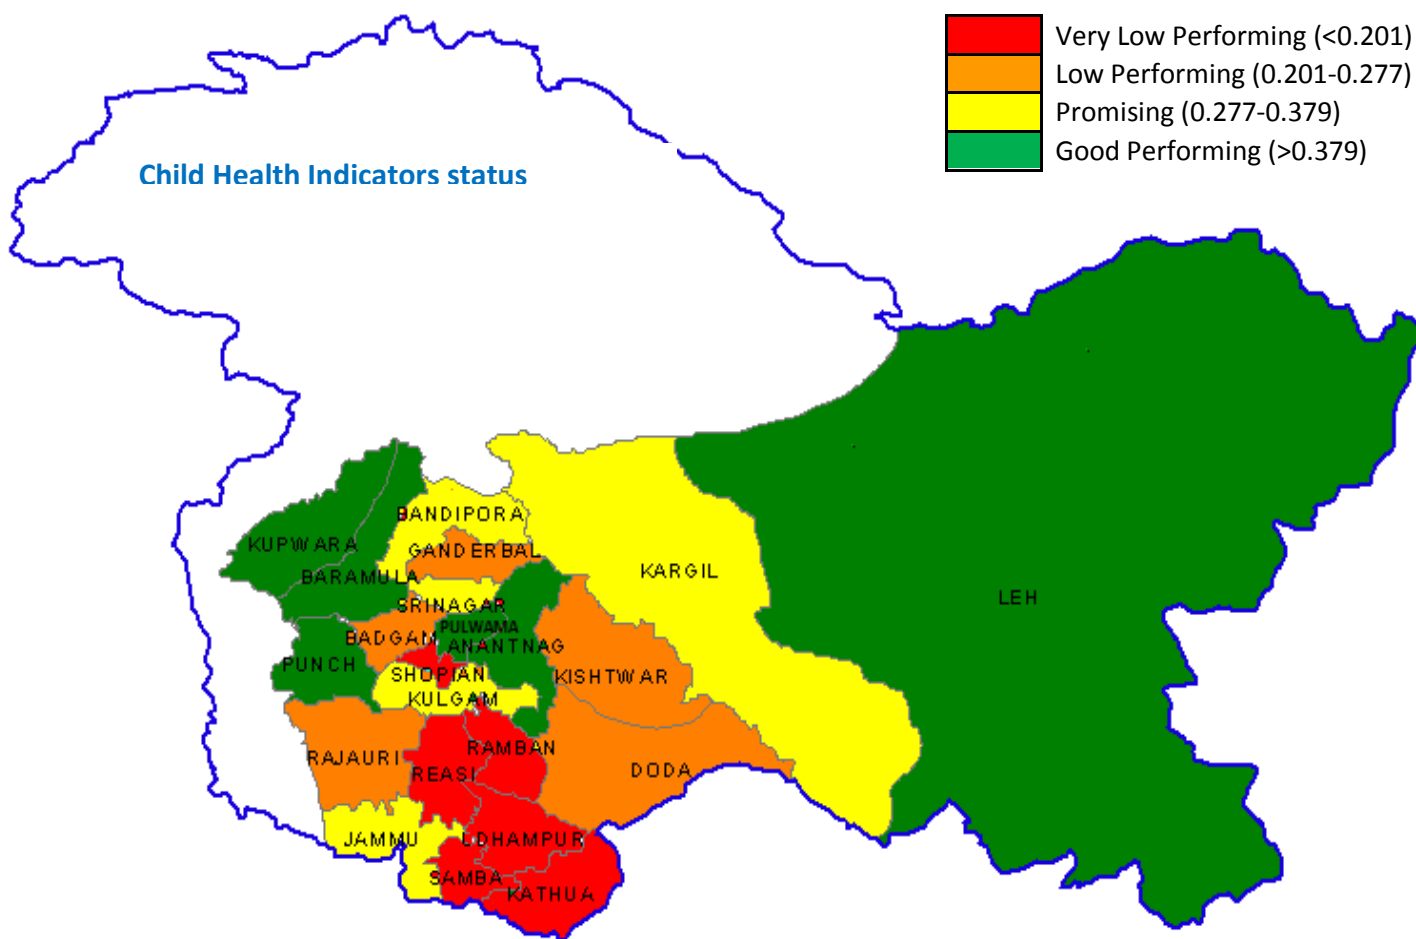 Very Low Performing (<0.201)
Low Performing (0.201-0.277)
Promising (0.277-0.379)
Good Performing (>0.379)
Child Health Indicators status
BANDIPORA
KUPWARA
GANDERBAL
KARGIL
BARAMULA
LEH
SRINAGAR
PULWAMA
BADGAM
ANANTNAG
PUNCH
SHOPIAN
KISHTWAR
KULGAM
RAMBAN
RAJAURI
REASI
DODA
JAMMU
UDHAMPUR
SAMBA
KATHUA